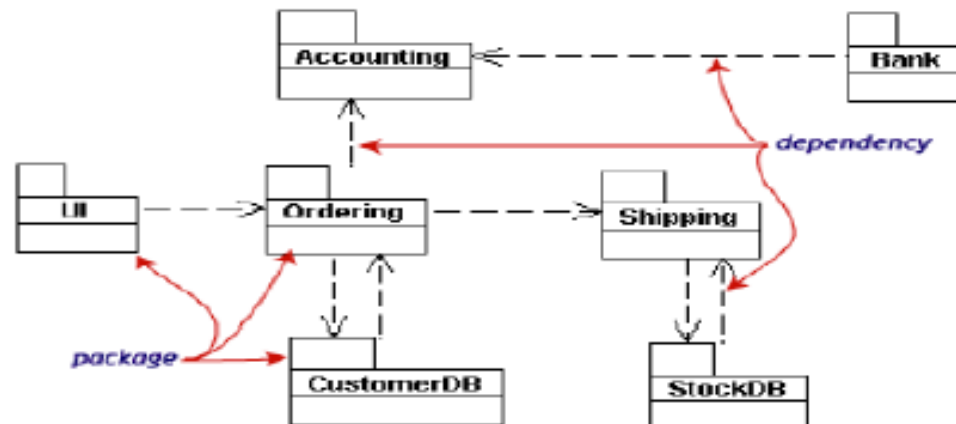 Accounting
Bank
dependency
UI
Ordering
Shipping
package
CustomerDB
StockDB